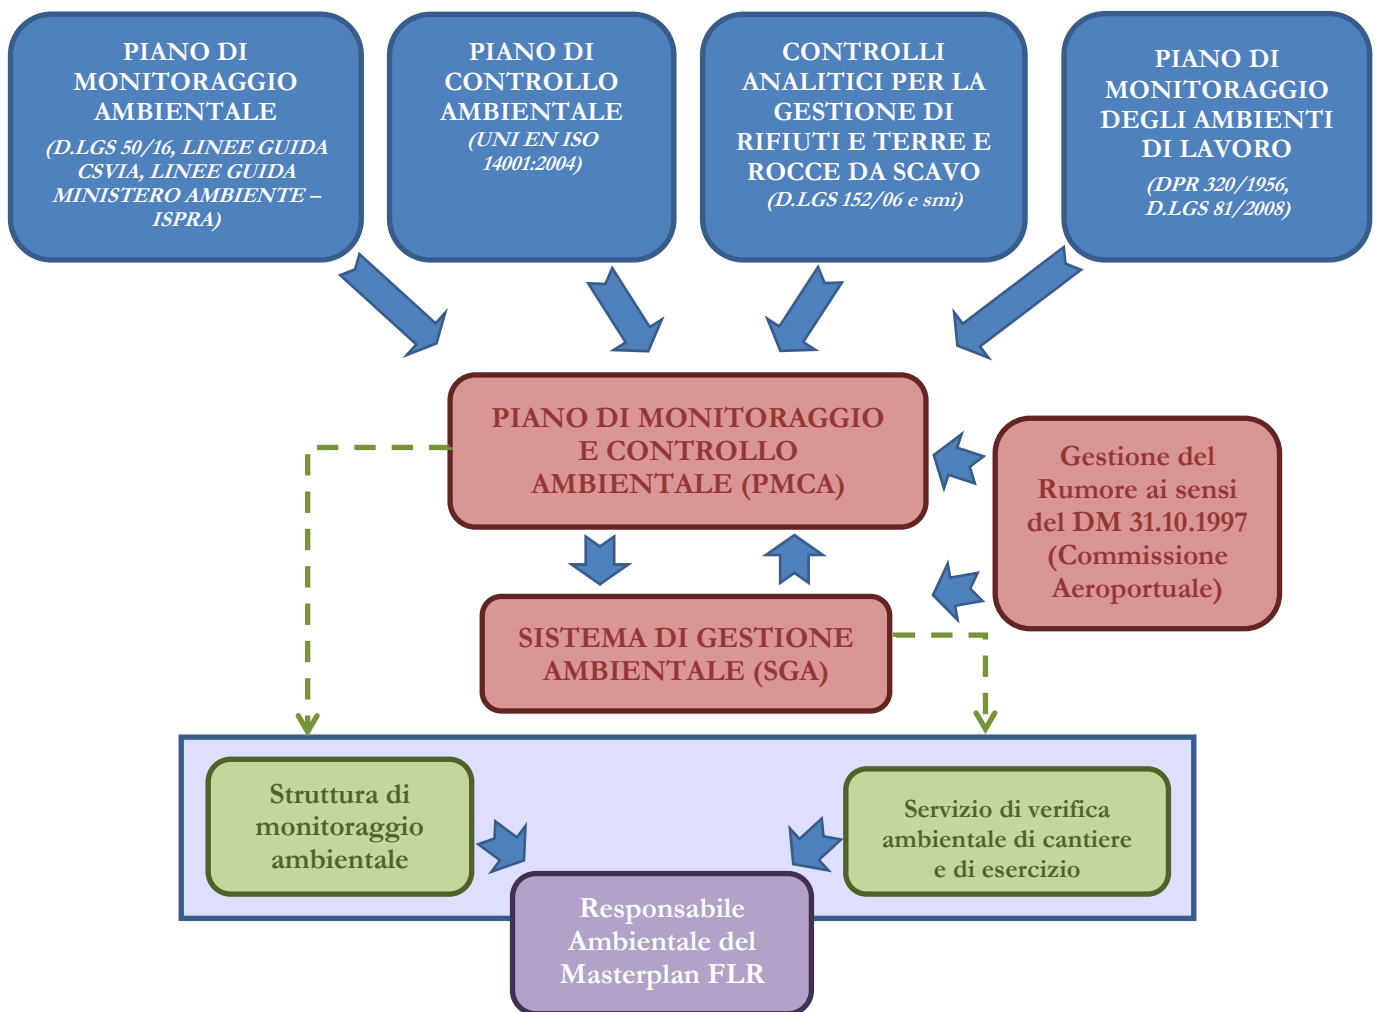 PIANO DI
MONITORAGGIO
AMBIENTALE
(D.LGS 50/16, LINEE GUIDA
CSVIA, LINEE GUIDA
MINISTERO AMBIENTE –
ISPRA)
PIANO DI
CONTROLLO
AMBIENTALE
(UNI EN ISO
14001:2004)
CONTROLLI
ANALITICI PER LA
GESTIONE DI
RIFIUTI E TERRE E
ROCCE DA SCAVO
(D.LGS 152/06 e smi)
PIANO DI
MONITORAGGIO
DEGLI AMBIENTI
DI LAVORO
(DPR 320/1956,
D.LGS 81/2008)
PIANO DI MONITORAGGIO
E CONTROLLO
AMBIENTALE (PMCA)
Gestione del
Rumore ai sensi
del DM 31.10.1997
(Commissione
Aeroportuale)
SISTEMA DI GESTIONE
AMBIENTALE (SGA)
Struttura di
monitoraggio
ambientale
Servizio di verifica
ambientale di cantiere
e di esercizio
Responsabile
Ambientale del
Masterplan FLR